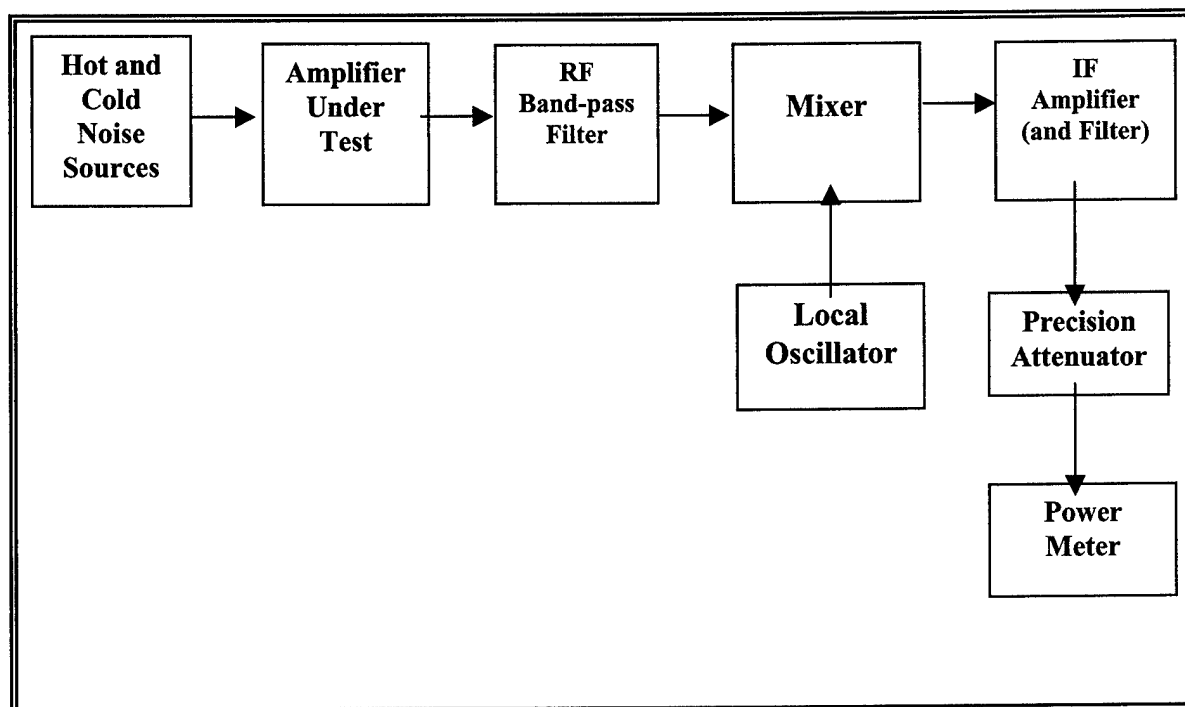 Hot and
Cold
Noise
Sources
Amplifier
Under
Test
RF
Band-pass
Filter
Mixer
IF
Amplifier
(and Filter)
Local
Oscillator
Precision
Attenuator
Power
Meter